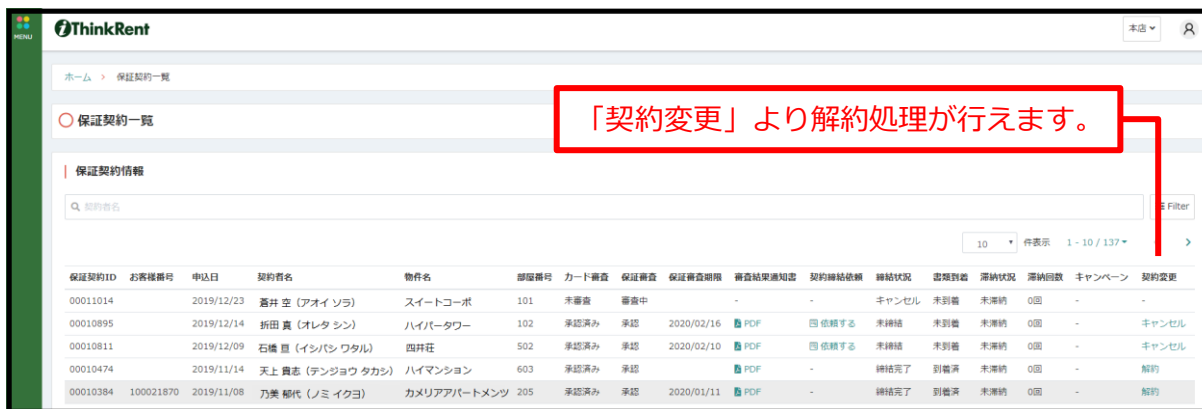 MENU
iThinkRent
本店
ホーム > 保証契約一覧
「契約変更」より解約処理が行えます。
保証契約一覧
保証契約情報
契約者名
Filter
10 件表示 1 - 10 / 137
保証契約ID お客様番号 申込日 契約者名 物件名 部屋番号 カード審査 保証審査 保証審査期限 審査結果通知書 契約締結依頼 締結状況 書類到着 滞納状況 滞納回数 キャンペーン 契約変更
00011014 2019/12/23 蒼井 空（アオイ ソラ） スイートコーポ 101 未審査 審査中 - - キャンセル 未到着 未滞納 0回 - -
00010895 2019/12/14 折田 真（オレタ シン） ハイパータワー 102 承認済み 承認 2020/02/16 PDF 依頼する 未締結 未到着 未滞納 0回 - キャンセル
00010811 2019/12/09 石橋 亘（イシバシ ワタル） 四井荘 502 承認済み 承認 2020/02/10 PDF 依頼する 未締結 未到着 未滞納 0回 - キャンセル
00010474 2019/11/14 天上 貴志（テンジョウ タカシ） ハイマンション 603 承認済み 承認 PDF - 締結完了 到着済 未滞納 0回 - 解約
00010384 100021870 2019/11/08 乃美 郁代（ノミ イクヨ） カメリアアパートメンツ 205 承認済み 承認 2020/01/11 PDF - 締結完了 到着済 未滞納 0回 - 解約